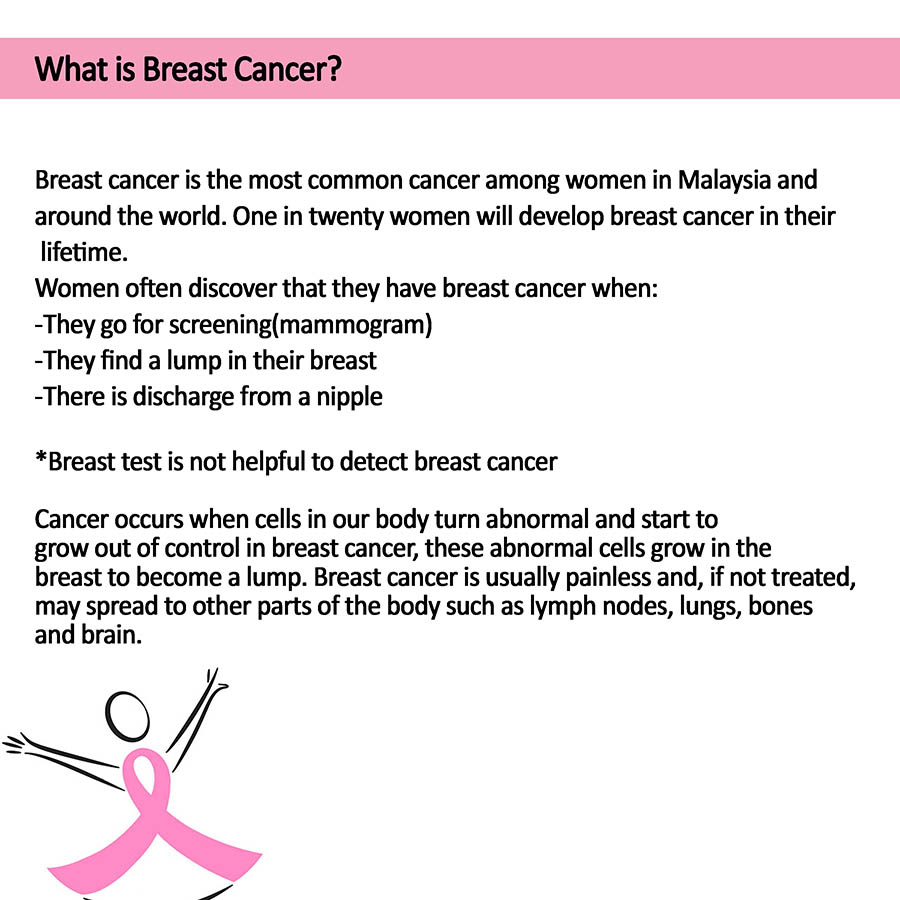 What is Breast Cancer?
Breast cancer is the most common cancer among women in Malaysia and
around the world. One in twenty women will develop breast cancer in their
lifetime.
Women often discover that they have breast cancer when:
-They go for screening(mammogram)
-They find a lump in their breast
-There is discharge from a nipple
*Breast test is not helpful to detect breast cancer
Cancer occurs when cells in our body turn abnormal and start to
grow out of control in breast cancer, these abnormal cells grow in the
breast to become a lump. Breast cancer is usually painless and, if not treated,
may spread to other parts of the body such as lymph nodes, lungs, bones
and brain.